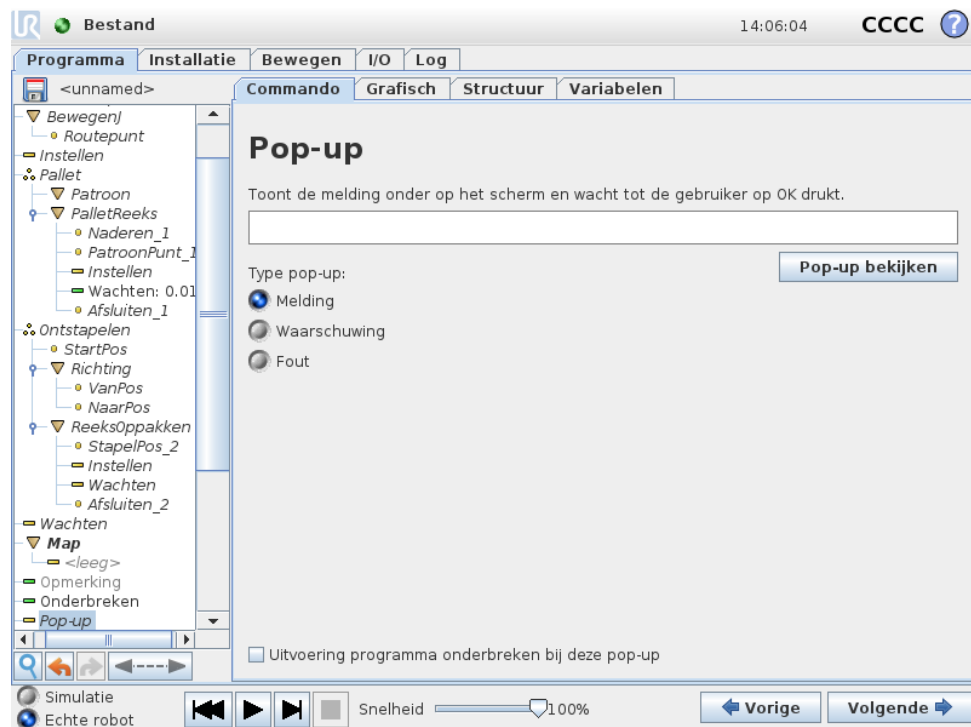 UR Bestand 14:06:04 CCCC ?
Programma Installatie Bewegen I/O Log
<unnamed> Commando Grafisch Structuur Variabelen
BewegenJ
Routepunt
Instellen
Pallet
Patroon
PalletReeks
Naderen_1
PatroonPunt_1
Instellen
Wachten: 0.01
Afsluiten_1
Ontstapelen
StartPos
Richting
VanPos
NaarPos
ReeksOppakken
StapelPos_2
Instellen
Wachten
Afsluiten_2
Wachten
Map
<leeg>
Opmerking
Onderbreken
Pop-up
Pop-up
Toont de melding onder op het scherm en wacht tot de gebruiker op OK drukt.
Pop-up bekijken
Type pop-up:
Melding
Waarschuwing
Fout
Uitvoering programma onderbreken bij deze pop-up
Simulatie
Echte robot
Snelheid 100%
Vorige Volgende